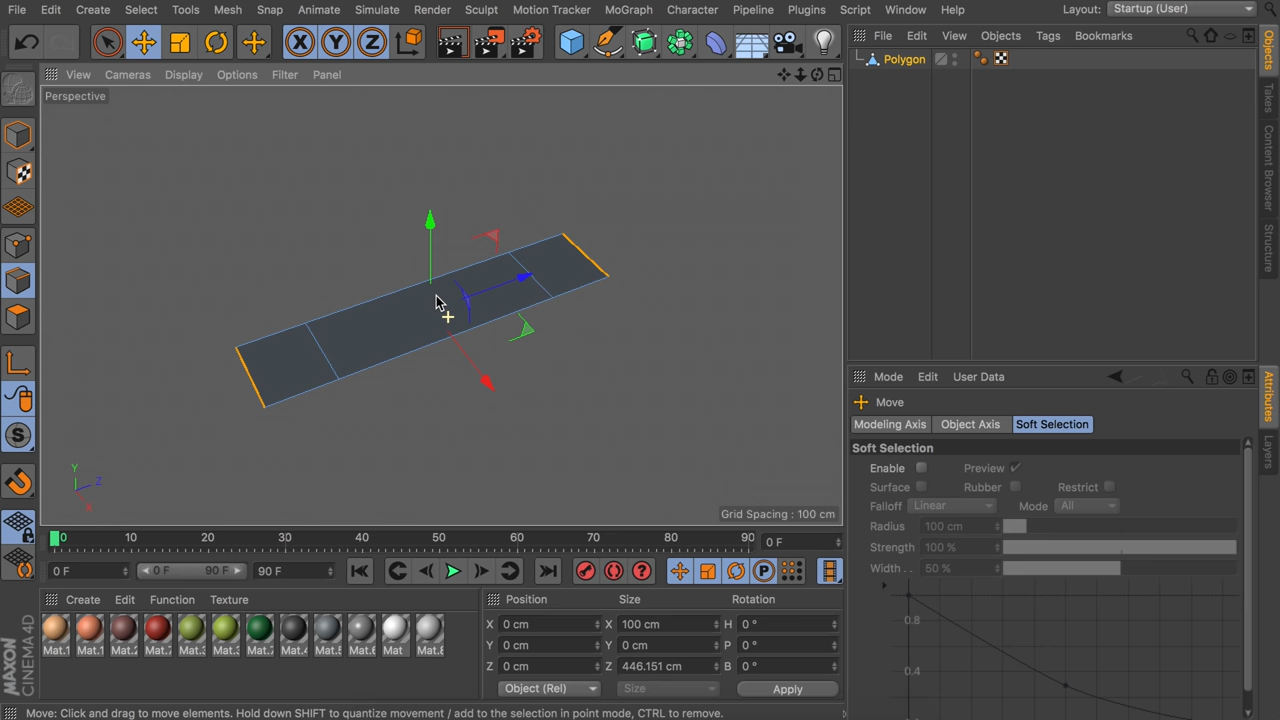 File Edit Create Select Tools Mesh Snap Animate Simulate Render Sculpt Motion Tracker MoGraph Character Pipeline Plugins Script Window Help Layout: Startup (User)
X Y Z
File Edit View Objects Tags Bookmarks
Polygon
View Cameras Display Options Filter Panel
Perspective
Y
Z
X
Grid Spacing : 100 cm
Objects
Takes
Content Browser
Structure
Mode Edit User Data
Move
Modeling Axis Object Axis Soft Selection
Soft Selection
Enable Preview
Surface Rubber Restrict
Falloff Linear Mode All
Radius 100 cm
Strength 100 %
Width . . 50 %
0.8
0.4
Attributes
Layers
S
0 10 20 30 40 50 60 70 80 90 0 F
0 F 0 F 90 F 90 F P
Create Edit Function Texture
Mat.1 Mat.1 Mat.2 Mat.7 Mat.3 Mat.3 Mat.7 Mat.4 Mat.5 Mat.6 Mat Mat.8
Position Size Rotation
X 0 cm X 100 cm H 0 °
Y 0 cm Y 0 cm P 0 °
Z 0 cm Z 446.151 cm B 0 °
Object (Rel) Size Apply
MAXON
CINEMA 4D
Move: Click and drag to move elements. Hold down SHIFT to quantize movement / add to the selection in point mode, CTRL to remove.